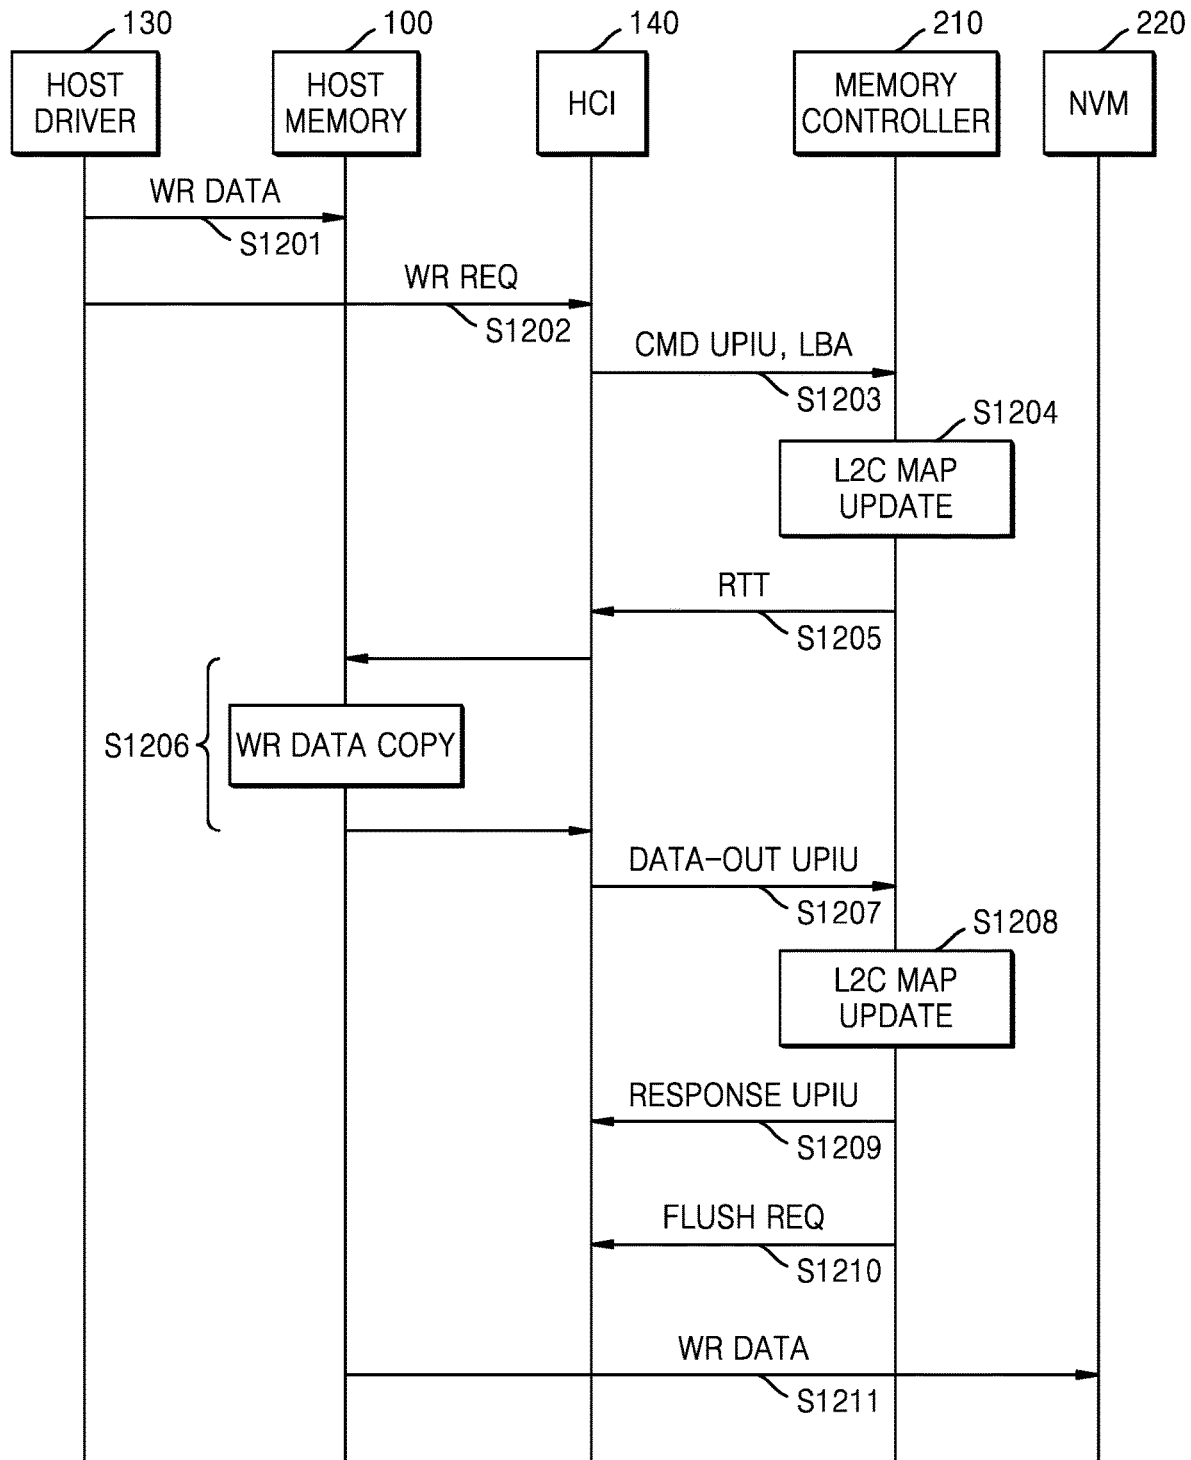 130
100
140
210
220
HOST
DRIVER
HOST
MEMORY
HCI
MEMORY
CONTROLLER
NVM
WR DATA
S1201
WR REQ
S1202
CMD UPIU, LBA
S1203
S1204
L2C MAP
UPDATE
RTT
S1205
S1206
WR DATA COPY
DATA-OUT UPIU
S1207
S1208
L2C MAP
UPDATE
RESPONSE UPIU
S1209
FLUSH REQ
S1210
WR DATA
S1211